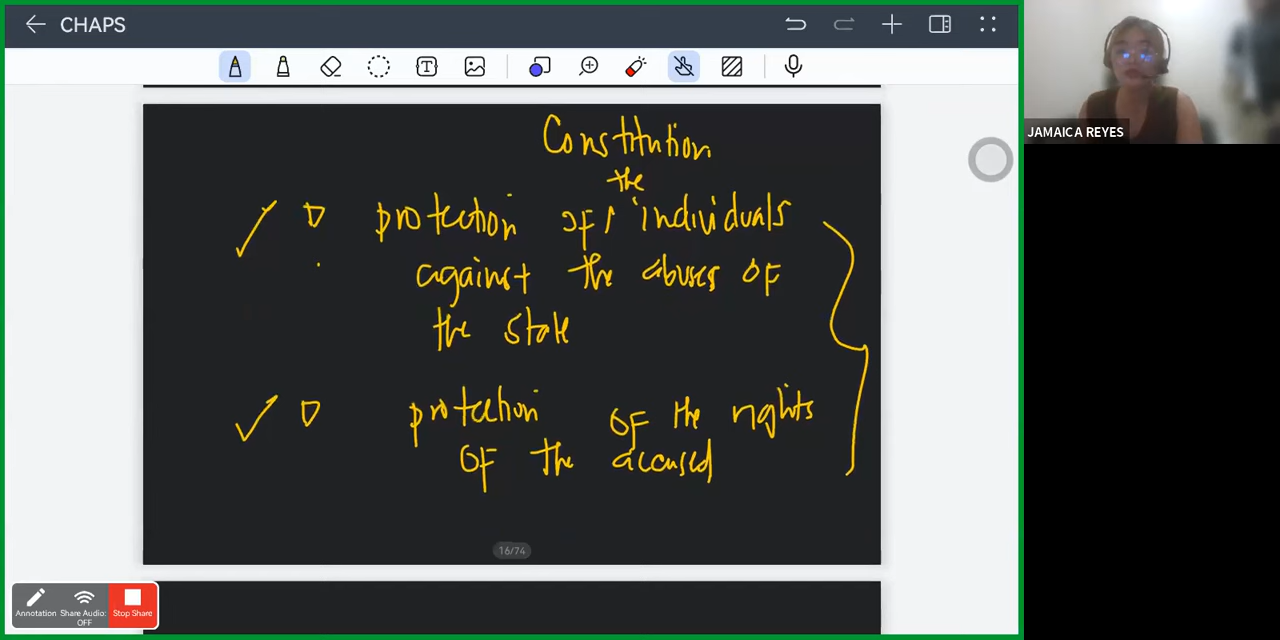 CHAPS
JAMAICA REYES
Constitution
the
protection of individuals
against the abuses of
the state
protection of the rights
of the accused
16/74
Annotation
Share Audio:
OFF
Stop Share